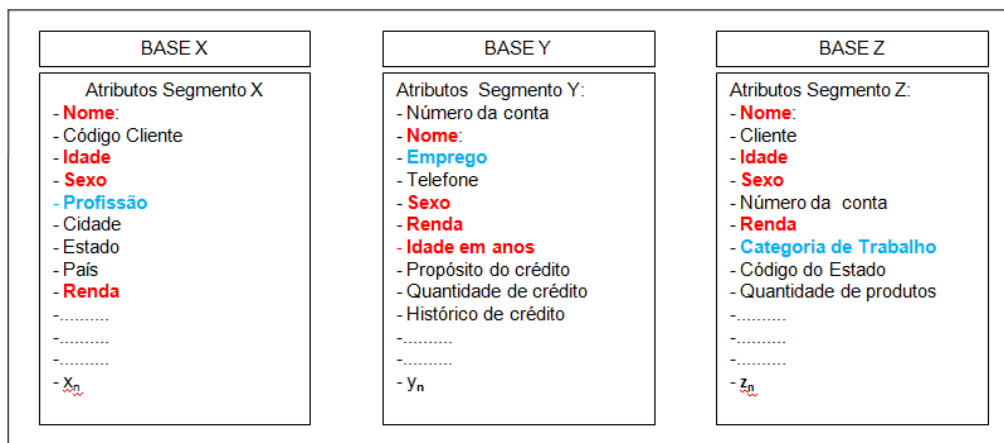 BASE X
Atributos Segmento X
- Nome:
- Código Cliente
- Idade
- Sexo
- Profissão
- Cidade
- Estado
- País
- Renda
-..........
-..........
-..........
- xn
BASE Y
Atributos Segmento Y:
- Número da conta
- Nome:
- Emprego
- Telefone
- Sexo
- Renda
- Idade em anos
- Propósito do crédito
- Quantidade de crédito
- Histórico de crédito
-..........
-..........
- yn
BASE Z
Atributos Segmento Z:
- Nome:
- Cliente
- Idade
- Sexo
- Número da conta
- Renda
- Categoria de Trabalho
- Código do Estado
- Quantidade de produtos
-..........
-..........
-..........
- zn